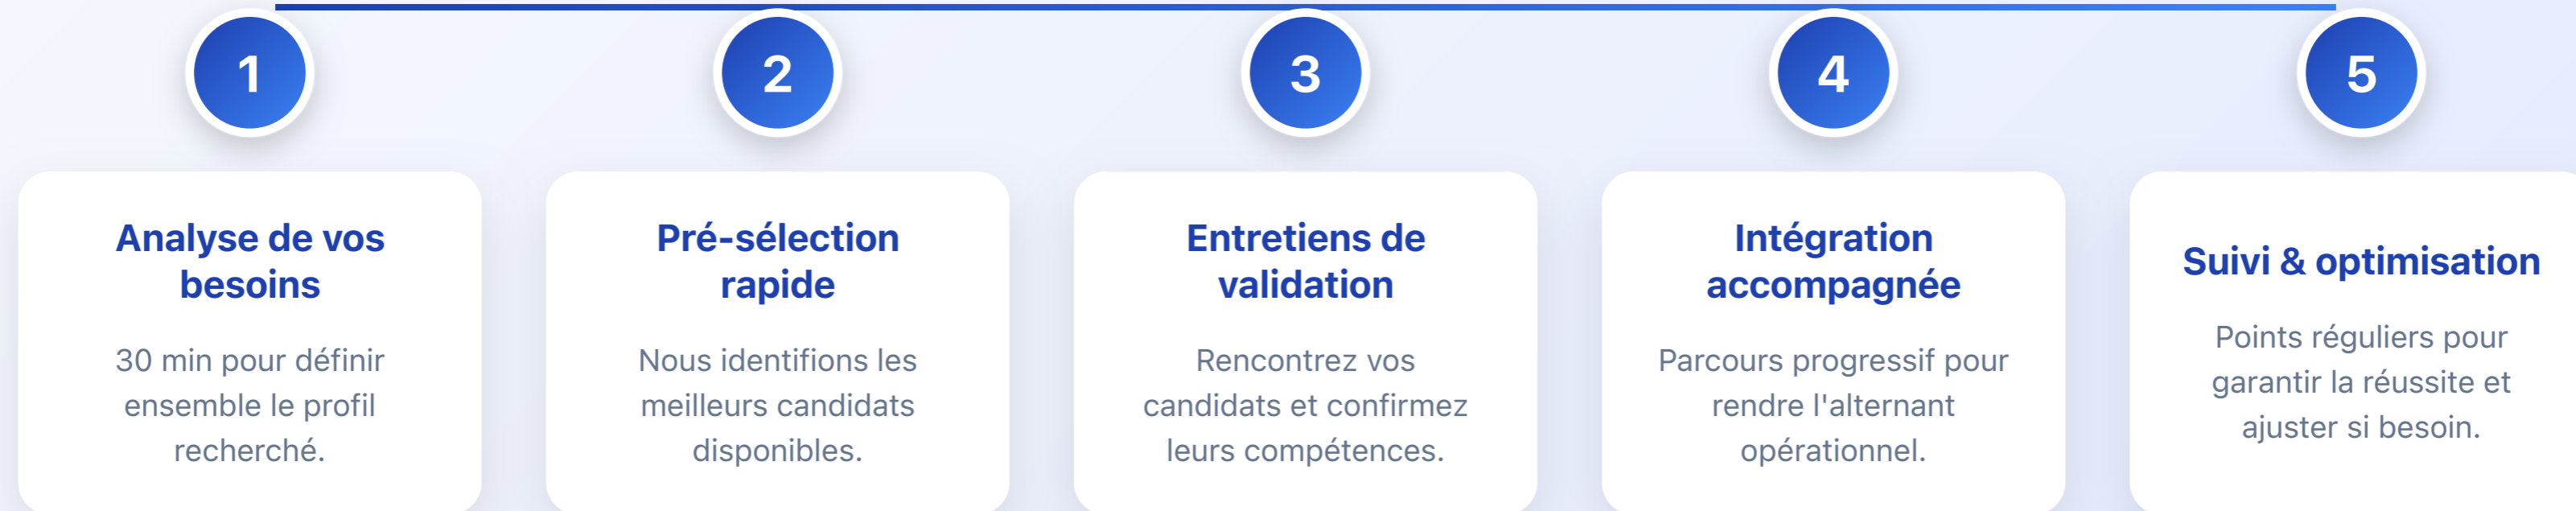 1
Analyse de vos
besoins
30 min pour définir
ensemble le profil
recherché.
2
Pré-sélection
rapide
Nous identifions les
meilleurs candidats
disponibles.
3
Entretiens de
validation
Rencontrez vos
candidats et confirmez
leurs compétences.
4
Intégration
accompagnée
Parcours progressif pour
rendre l'alternant
opérationnel.
5
Suivi & optimisation
Points réguliers pour
garantir la réussite et
ajuster si besoin.